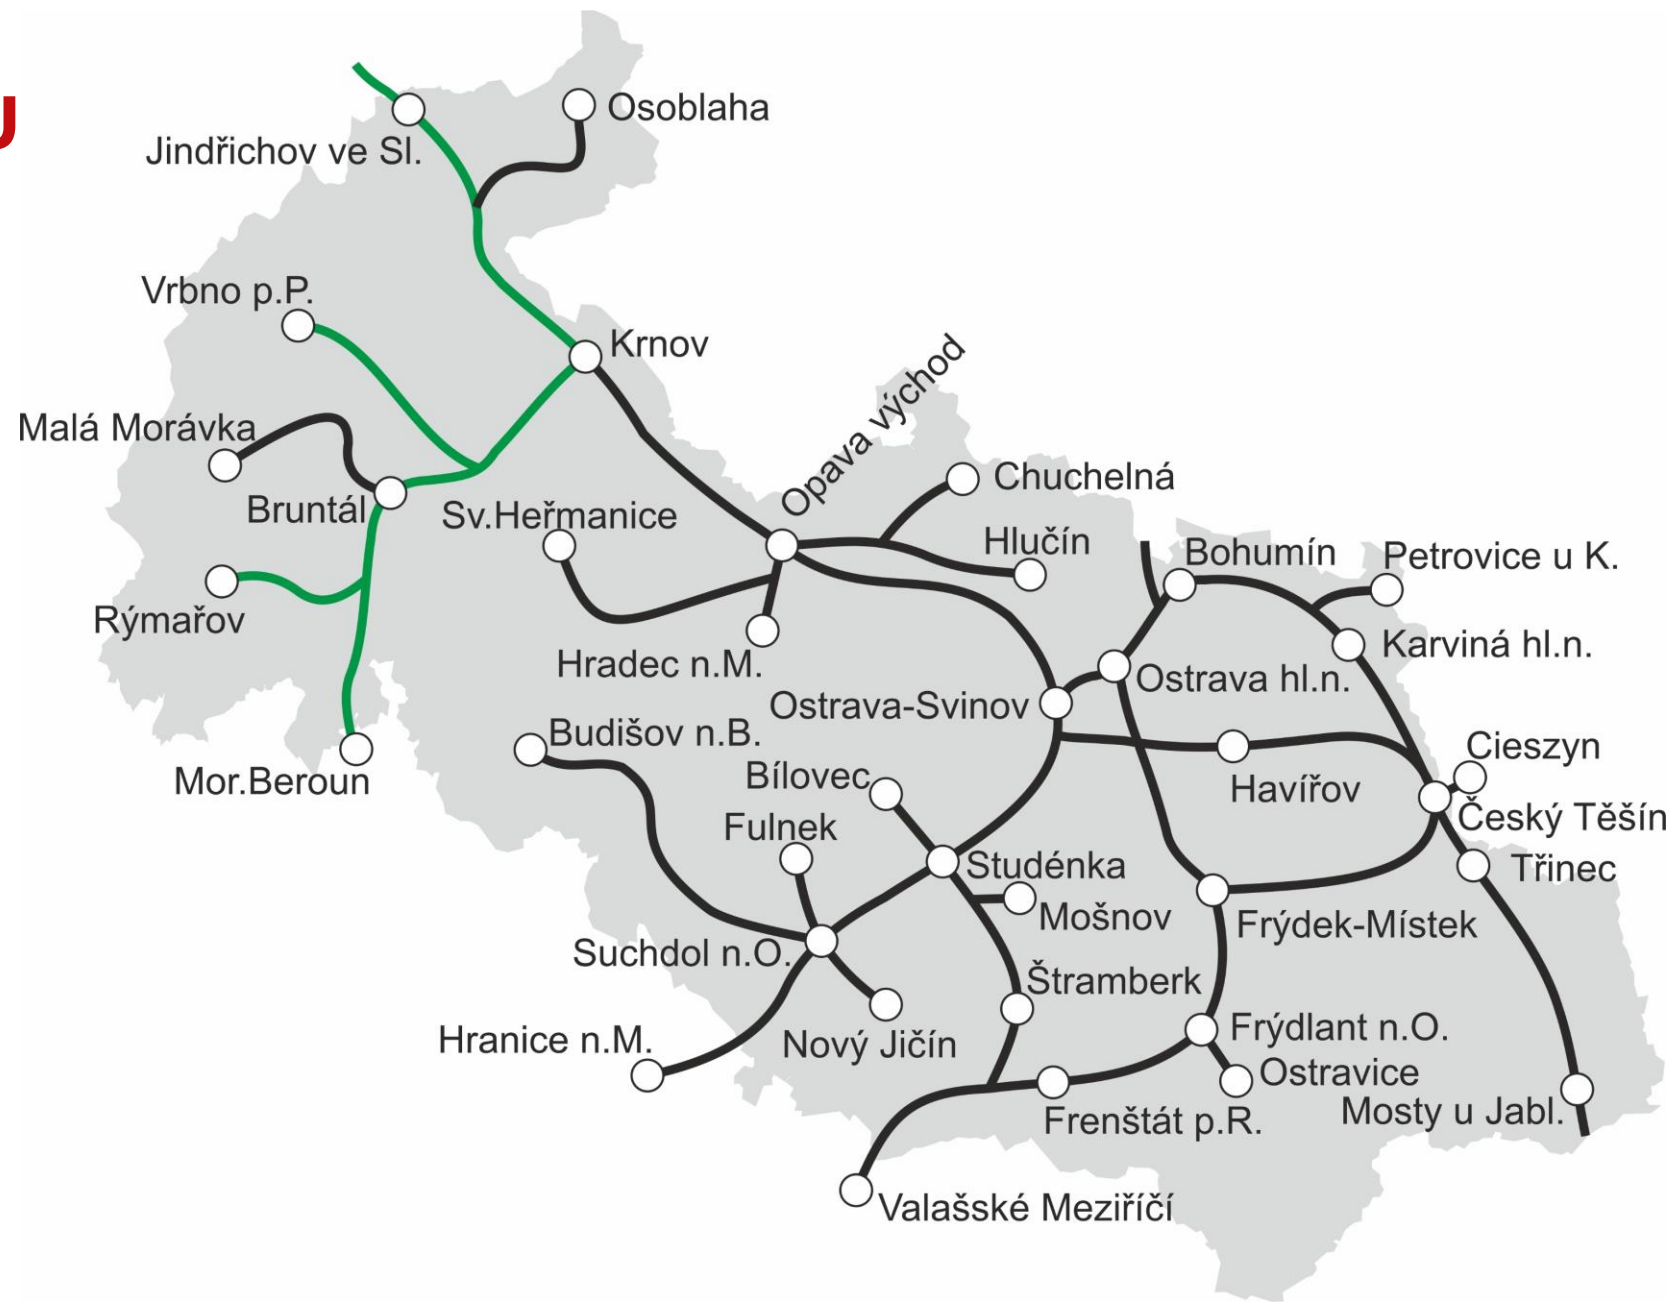 U
Osoblaha
Jindřichov ve Sl.
Vrbno p.P.
Krnov
Opava východ
Malá Morávka
Chuchelná
Bruntál
Sv.Heřmanice
Hlučín
Bohumín
Petrovice u K.
Rýmařov
Karviná hl.n.
Hradec n.M.
Ostrava hl.n.
Ostrava-Svinov
Budišov n.B.
Cieszyn
Mor.Beroun
Bílovec
Havířov
Český Těšín
Fulnek
Studénka
Třinec
Mošnov
Frýdek-Místek
Suchdol n.O.
Štramberk
Hranice n.M.
Nový Jičín
Frýdlant n.O.
Ostravice
Mosty u Jabl.
Frenštát p.R.
Valašské Meziříčí